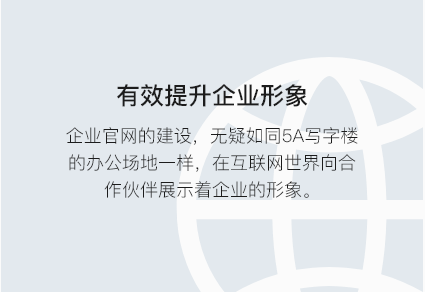 有效提升企业形象
企业官网的建设，无疑如同5A写字楼
的办公场地一样，在互联网世界向合
作伙伴展示着企业的形象。